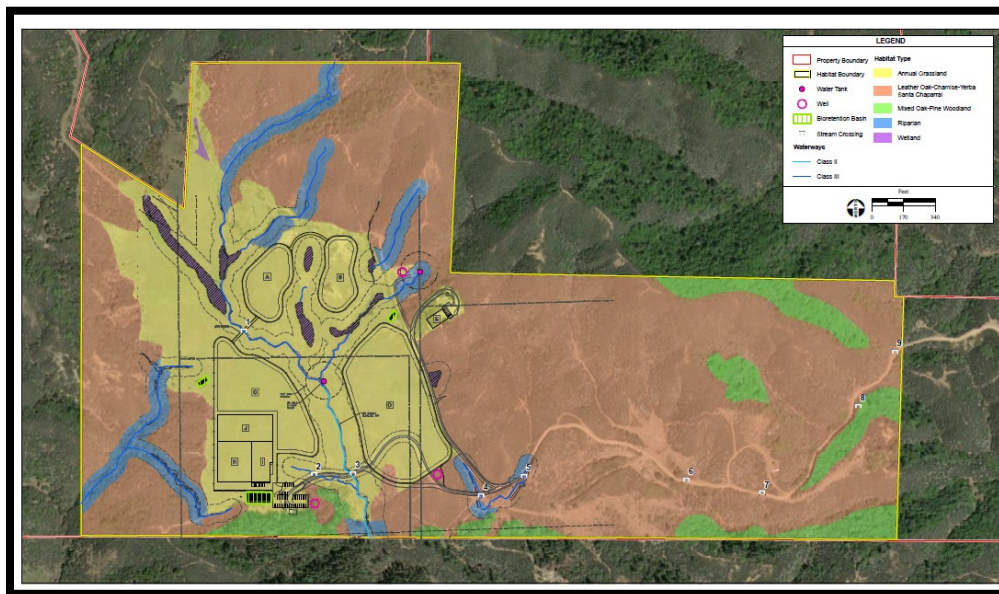 LEGEND
Property Boundary
Habitat Boundary
Water Tank
Well
Bioretention Basin
Stream Crossing
Waterways
Class II
Class III
Habitat Type
Annual Grassland
Leather Oak-Chamise-Yerba
Santa Chaparral
Mixed Oak-Pine Woodland
Riparian
Wetland
Feet
0 170 340
A
B
1
E
9
G
D
8
J
H I
2 3
4
5
6
7